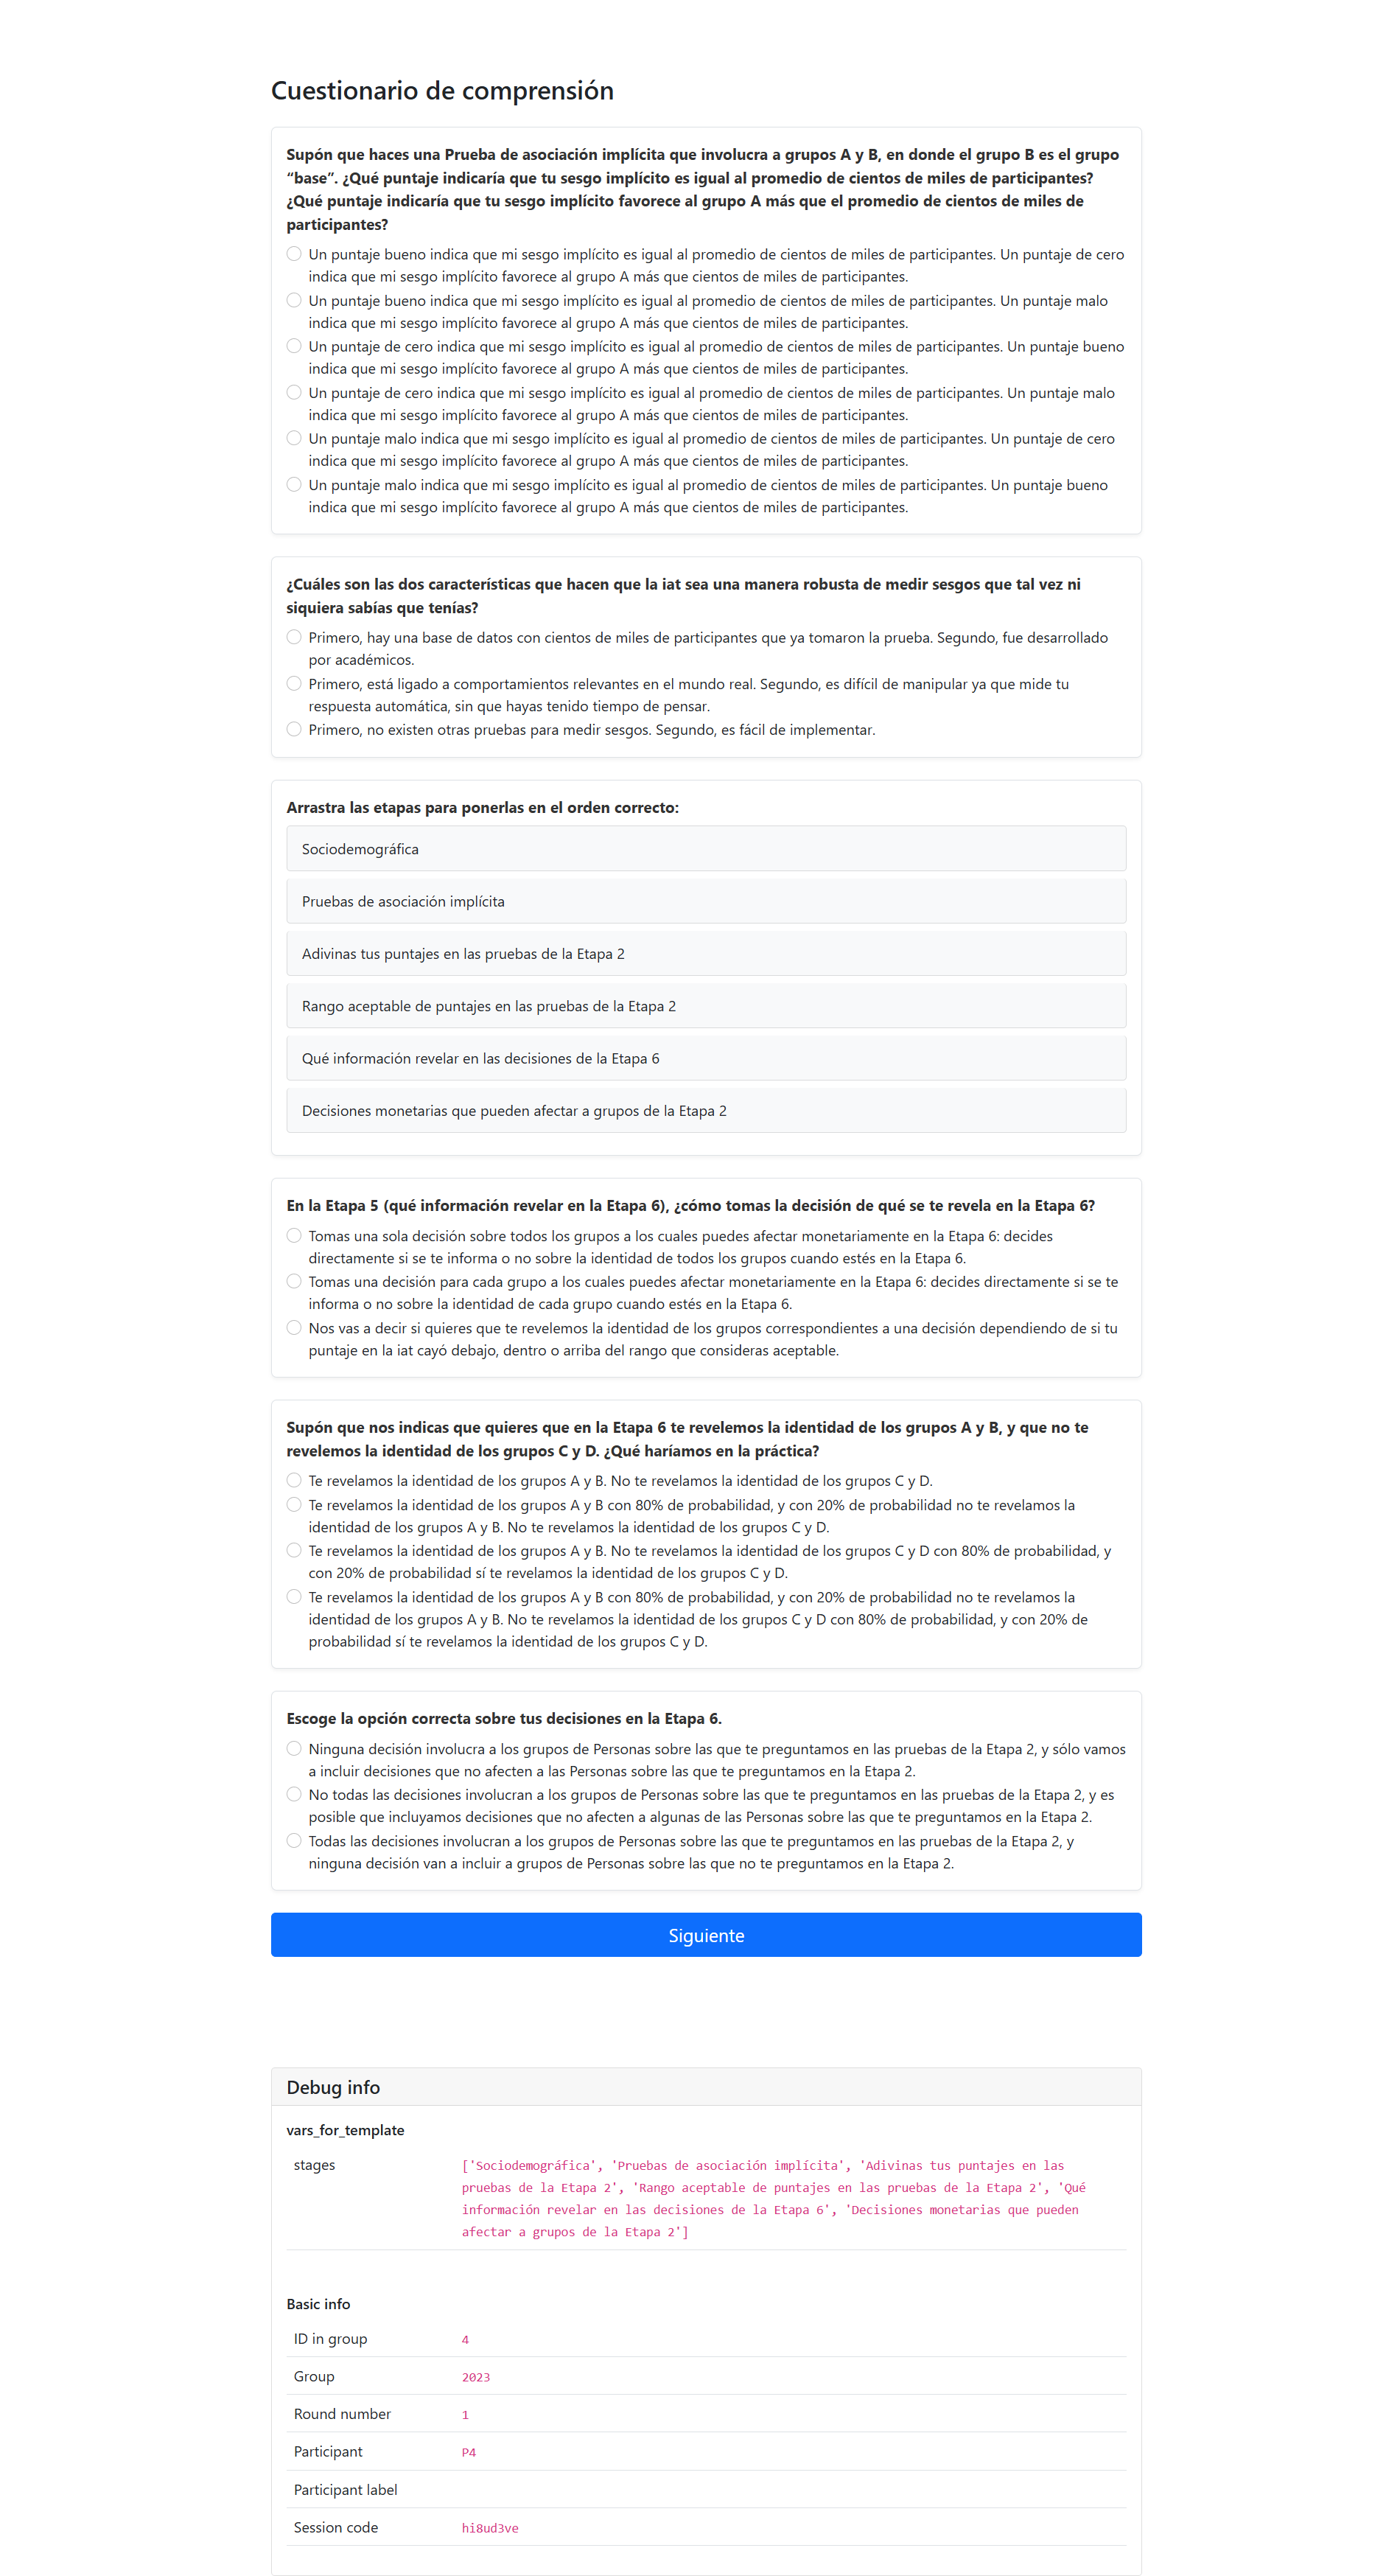 Cuestionario de comprensión
Supón que haces una Prueba de asociación implícita que involucra a grupos A y B, en donde el grupo B es el grupo
“base”. ¿Qué puntaje indicaría que tu sesgo implícito es igual al promedio de cientos de miles de participantes?
¿Qué puntaje indicaría que tu sesgo implícito favorece al grupo A más que el promedio de cientos de miles de
participantes?
Un puntaje bueno indica que mi sesgo implícito es igual al promedio de cientos de miles de participantes. Un puntaje de cero
indica que mi sesgo implícito favorece al grupo A más que cientos de miles de participantes.
Un puntaje bueno indica que mi sesgo implícito es igual al promedio de cientos de miles de participantes. Un puntaje malo
indica que mi sesgo implícito favorece al grupo A más que cientos de miles de participantes.
Un puntaje de cero indica que mi sesgo implícito es igual al promedio de cientos de miles de participantes. Un puntaje bueno
indica que mi sesgo implícito favorece al grupo A más que cientos de miles de participantes.
Un puntaje de cero indica que mi sesgo implícito es igual al promedio de cientos de miles de participantes. Un puntaje malo
indica que mi sesgo implícito favorece al grupo A más que cientos de miles de participantes.
Un puntaje malo indica que mi sesgo implícito es igual al promedio de cientos de miles de participantes. Un puntaje de cero
indica que mi sesgo implícito favorece al grupo A más que cientos de miles de participantes.
Un puntaje malo indica que mi sesgo implícito es igual al promedio de cientos de miles de participantes. Un puntaje bueno
indica que mi sesgo implícito favorece al grupo A más que cientos de miles de participantes.
¿Cuáles son las dos características que hacen que la iat sea una manera robusta de medir sesgos que tal vez ni
siquiera sabías que tenías?
Primero, hay una base de datos con cientos de miles de participantes que ya tomaron la prueba. Segundo, fue desarrollado
por académicos.
Primero, está ligado a comportamientos relevantes en el mundo real. Segundo, es difícil de manipular ya que mide tu
respuesta automática, sin que hayas tenido tiempo de pensar.
Primero, no existen otras pruebas para medir sesgos. Segundo, es fácil de implementar.
Arrastra las etapas para ponerlas en el orden correcto:
Sociodemográfica
Pruebas de asociación implícita
Adivinas tus puntajes en las pruebas de la Etapa 2
Rango aceptable de puntajes en las pruebas de la Etapa 2
Qué información revelar en las decisiones de la Etapa 6
Decisiones monetarias que pueden afectar a grupos de la Etapa 2
En la Etapa 5 (qué información revelar en la Etapa 6), ¿cómo tomas la decisión de qué se te revela en la Etapa 6?
Tomas una sola decisión sobre todos los grupos a los cuales puedes afectar monetariamente en la Etapa 6: decides
directamente si se te informa o no sobre la identidad de todos los grupos cuando estés en la Etapa 6.
Tomas una decisión para cada grupo a los cuales puedes afectar monetariamente en la Etapa 6: decides directamente si se te
informa o no sobre la identidad de cada grupo cuando estés en la Etapa 6.
Nos vas a decir si quieres que te revelemos la identidad de los grupos correspondientes a una decisión dependiendo de si tu
puntaje en la iat cayó debajo, dentro o arriba del rango que consideras aceptable.
Supón que nos indicas que quieres que en la Etapa 6 te revelemos la identidad de los grupos A y B, y que no te
revelemos la identidad de los grupos C y D. ¿Qué haríamos en la práctica?
Te revelamos la identidad de los grupos A y B. No te revelamos la identidad de los grupos C y D.
Te revelamos la identidad de los grupos A y B con 80% de probabilidad, y con 20% de probabilidad no te revelamos la
identidad de los grupos A y B. No te revelamos la identidad de los grupos C y D.
Te revelamos la identidad de los grupos A y B. No te revelamos la identidad de los grupos C y D con 80% de probabilidad, y
con 20% de probabilidad sí te revelamos la identidad de los grupos C y D.
Te revelamos la identidad de los grupos A y B con 80% de probabilidad, y con 20% de probabilidad no te revelamos la
identidad de los grupos A y B. No te revelamos la identidad de los grupos C y D con 80% de probabilidad, y con 20% de
probabilidad sí te revelamos la identidad de los grupos C y D.
Escoge la opción correcta sobre tus decisiones en la Etapa 6.
Ninguna decisión involucra a los grupos de Personas sobre las que te preguntamos en las pruebas de la Etapa 2, y sólo vamos
a incluir decisiones que no afecten a las Personas sobre las que te preguntamos en la Etapa 2.
No todas las decisiones involucran a los grupos de Personas sobre las que te preguntamos en las pruebas de la Etapa 2, y es
posible que incluyamos decisiones que no afecten a algunas de las Personas sobre las que te preguntamos en la Etapa 2.
Todas las decisiones involucran a los grupos de Personas sobre las que te preguntamos en las pruebas de la Etapa 2, y
ninguna decisión van a incluir a grupos de Personas sobre las que no te preguntamos en la Etapa 2.
Siguiente
Debug info
vars_for_template
stages ['Sociodemográfica', 'Pruebas de asociación implícita', 'Adivinas tus puntajes en las
pruebas de la Etapa 2', 'Rango aceptable de puntajes en las pruebas de la Etapa 2', 'Qué
información revelar en las decisiones de la Etapa 6', 'Decisiones monetarias que pueden
afectar a grupos de la Etapa 2']
Basic info
ID in group 4
Group 2023
Round number 1
Participant P4
Participant label
Session code hi8ud3ve